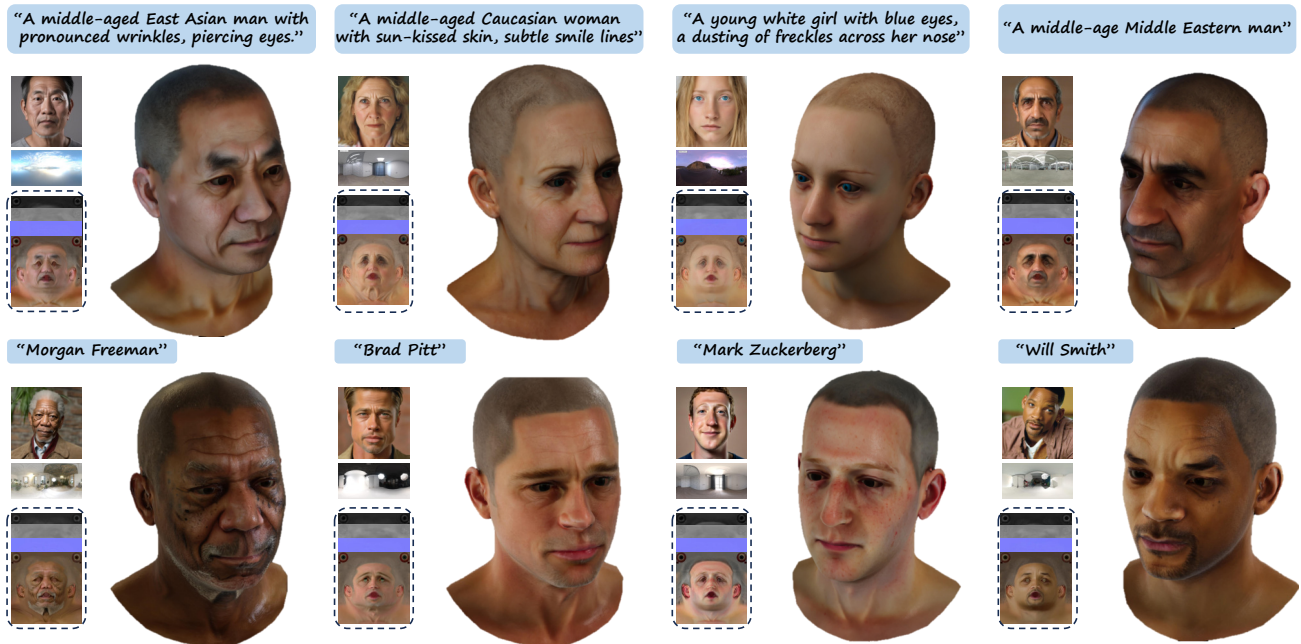 “A middle-aged East Asian man with
pronounced wrinkles, piercing eyes.”
“A middle-aged Caucasian woman
with sun-kissed skin, subtle smile lines”
“A young white girl with blue eyes,
a dusting of freckles across her nose”
“A middle-age Middle Eastern man”
“Morgan Freeman”
“Brad Pitt”
“Mark Zuckerberg”
“Will Smith”